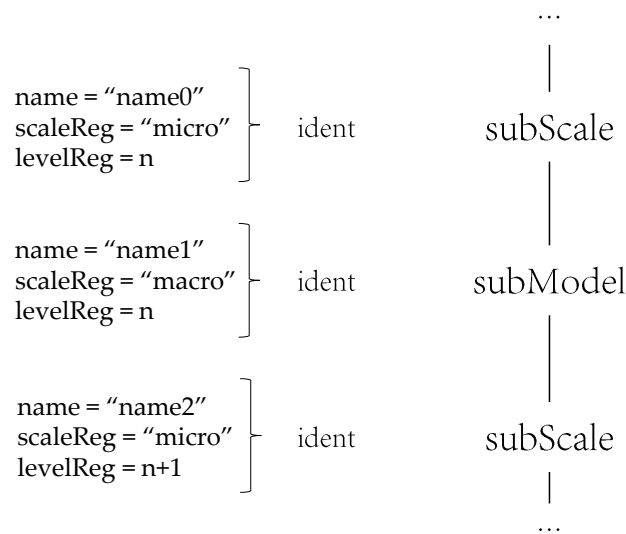 ...
name = “name0”
scaleReg = “micro”
levelReg = n
ident
subScale
name = “name1”
scaleReg = “macro”
levelReg = n
ident
subModel
name = “name2”
scaleReg = “micro”
levelReg = n+1
ident
subScale
...